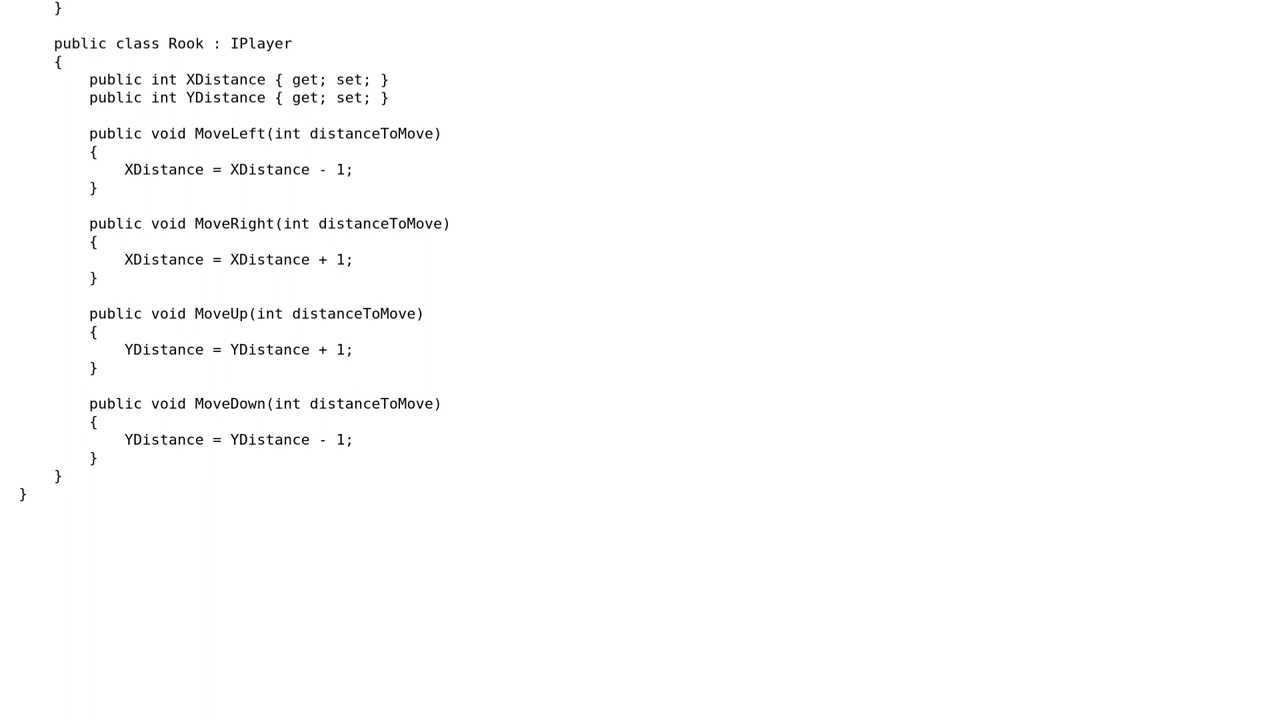 }
public class Rook : IPlayer
{
public int XDistance { get; set; }
public int YDistance { get; set; }
public void MoveLeft(int distanceToMove)
{
XDistance = XDistance - 1;
}
public void MoveRight(int distanceToMove)
{
XDistance = XDistance + 1;
}
public void MoveUp(int distanceToMove)
{
YDistance = YDistance + 1;
}
public void MoveDown(int distanceToMove)
{
YDistance = YDistance - 1;
}
}
}